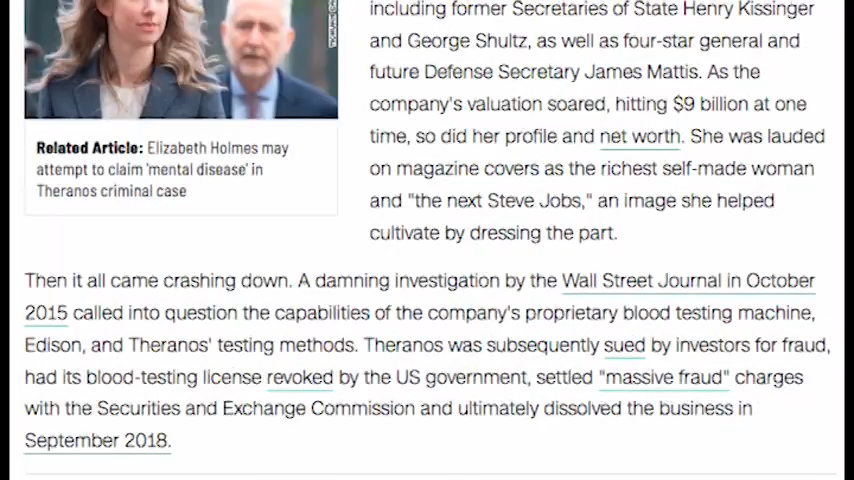 including former Secretaries of State Henry Kissinger
and George Shultz, as well as four-star general and
future Defense Secretary James Mattis. As the
company's valuation soared, hitting $9 billion at one
time, so did her profile and net worth. She was lauded
on magazine covers as the richest self-made woman
and "the next Steve Jobs," an image she helped
cultivate by dressing the part.
Related Article: Elizabeth Holmes may
attempt to claim 'mental disease' in
Theranos criminal case
Then it all came crashing down. A damning investigation by the Wall Street Journal in October
2015 called into question the capabilities of the company's proprietary blood testing machine,
Edison, and Theranos' testing methods. Theranos was subsequently sued by investors for fraud,
had its blood-testing license revoked by the US government, settled "massive fraud" charges
with the Securities and Exchange Commission and ultimately dissolved the business in
September 2018.